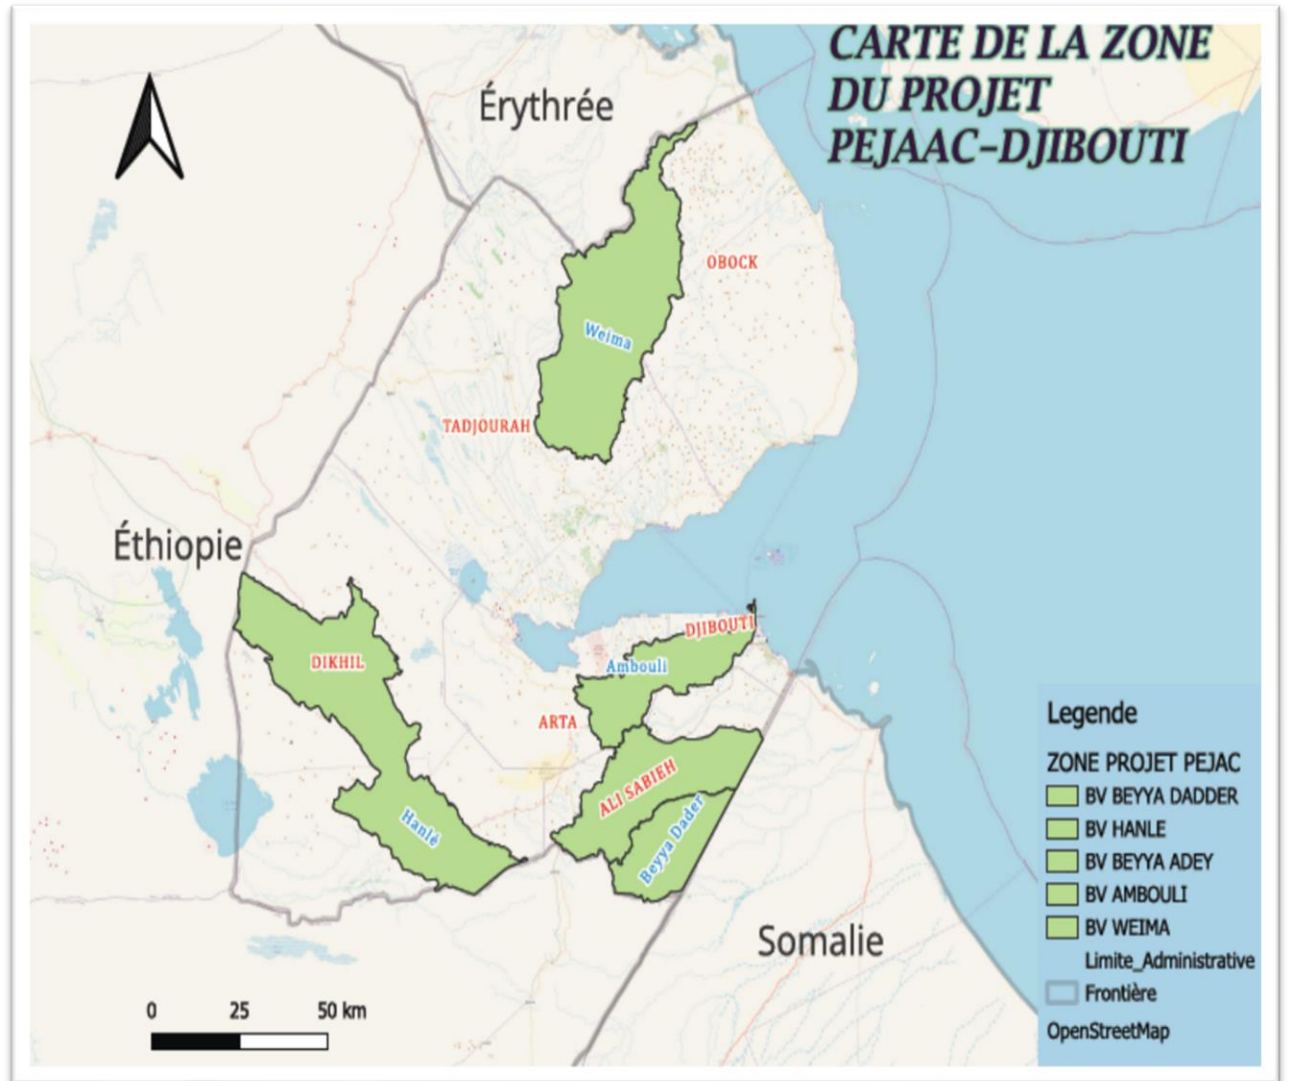 CARTE DE LA ZONE
DU PROJET
PEJAAC-DJIBOUTI
Érythrée
OBOCK
Weima
TADJOURAH
Éthiopie
DJIBOUTI
DIKHIL
Ambouli
ARTA
ALI SABIEH
Hanlé
Beyya Dader
Somalie
0 25 50 km
Legende
ZONE PROJET PEJAC
BV BEYYA DADDER
BV HANLE
BV BEYYA ADEY
BV AMBOULI
BV WEIMA
Limite_Administrative
Frontière
OpenStreetMap